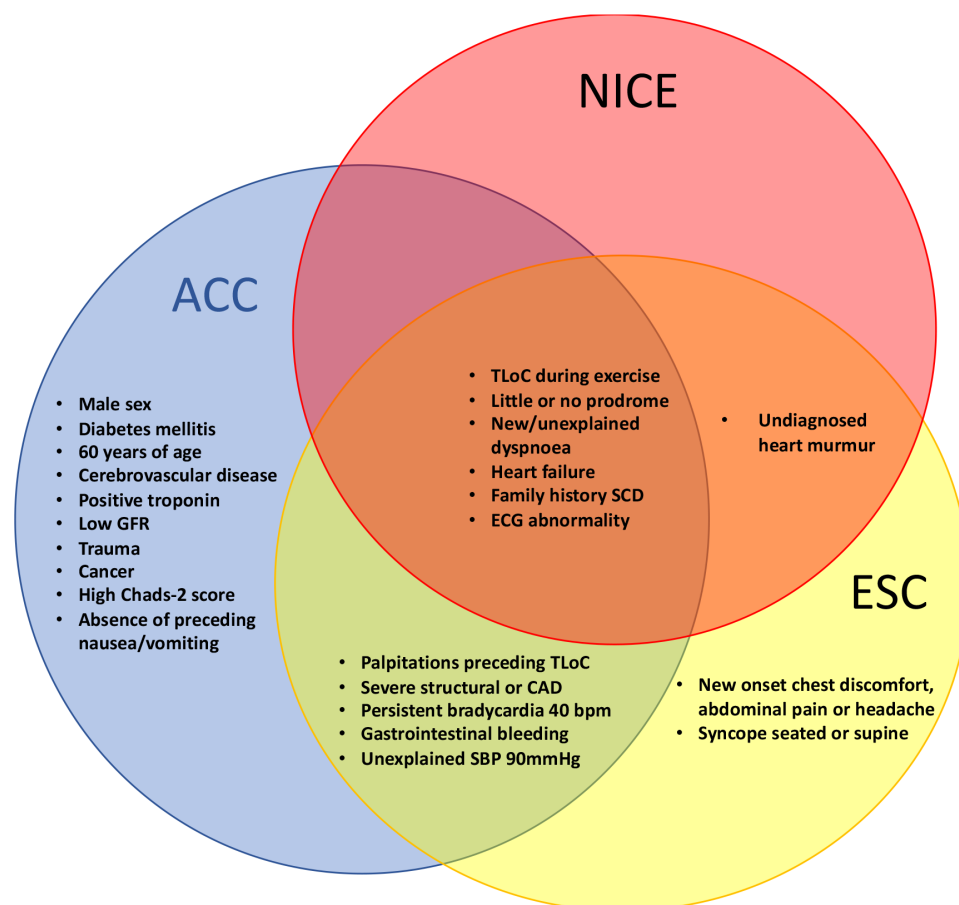 NICE
ACC
• Male sex
• Diabetes mellitis
• 60 years of age
• Cerebrovascular disease
• Positive troponin
• Low GFR
• Trauma
• Cancer
• High Chads-2 score
• Absence of preceding
nausea/vomiting
• TLoC during exercise
• Little or no prodrome
• New/unexplained
dyspnoea
• Heart failure
• Family history SCD
• ECG abnormality
• Undiagnosed
heart murmur
ESC
• Palpitations preceding TLoC
• Severe structural or CAD
• Persistent bradycardia 40 bpm
• Gastrointestinal bleeding
• Unexplained SBP 90mmHg
• New onset chest discomfort,
abdominal pain or headache
• Syncope seated or supine